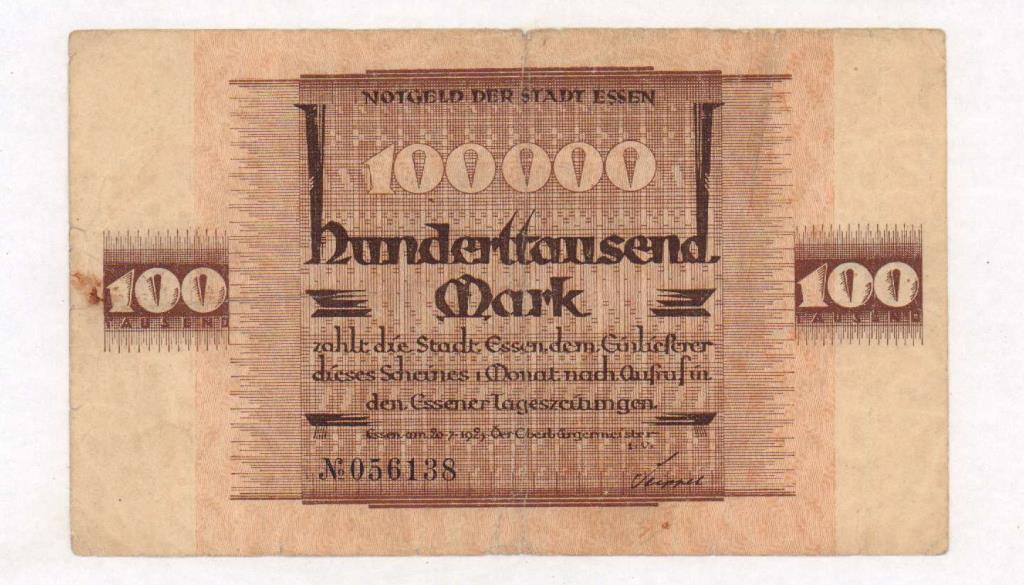 NOTGELD DER STADT ESSEN
100000
Hunderttausend
Mark
100
TAUSEND
100
TAUSEND
zahlt die Stadt Essen dem Einlieferer
dieses Scheines 1 Monat nach Aufruf in
den Essener Tageszeitungen.
Essen am 20.7.1923 Der Oberbürgermeister
I.V.
№ 056138